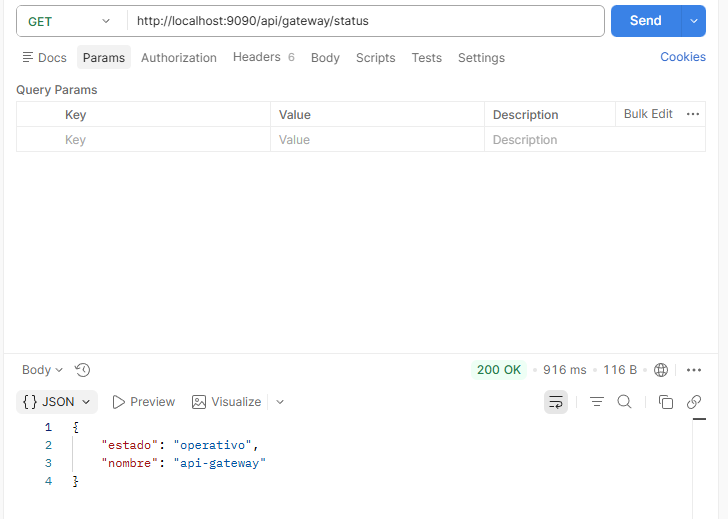 GET http://localhost:9090/api/gateway/status Send
Docs Params Authorization Headers 6 Body Scripts Tests Settings Cookies
Query Params
Key Value Description Bulk Edit
Key Value Description
Body 200 OK 916 ms 116 B
{} JSON Preview Visualize
1 {
2 "estado": "operativo",
3 "nombre": "api-gateway"
4 }